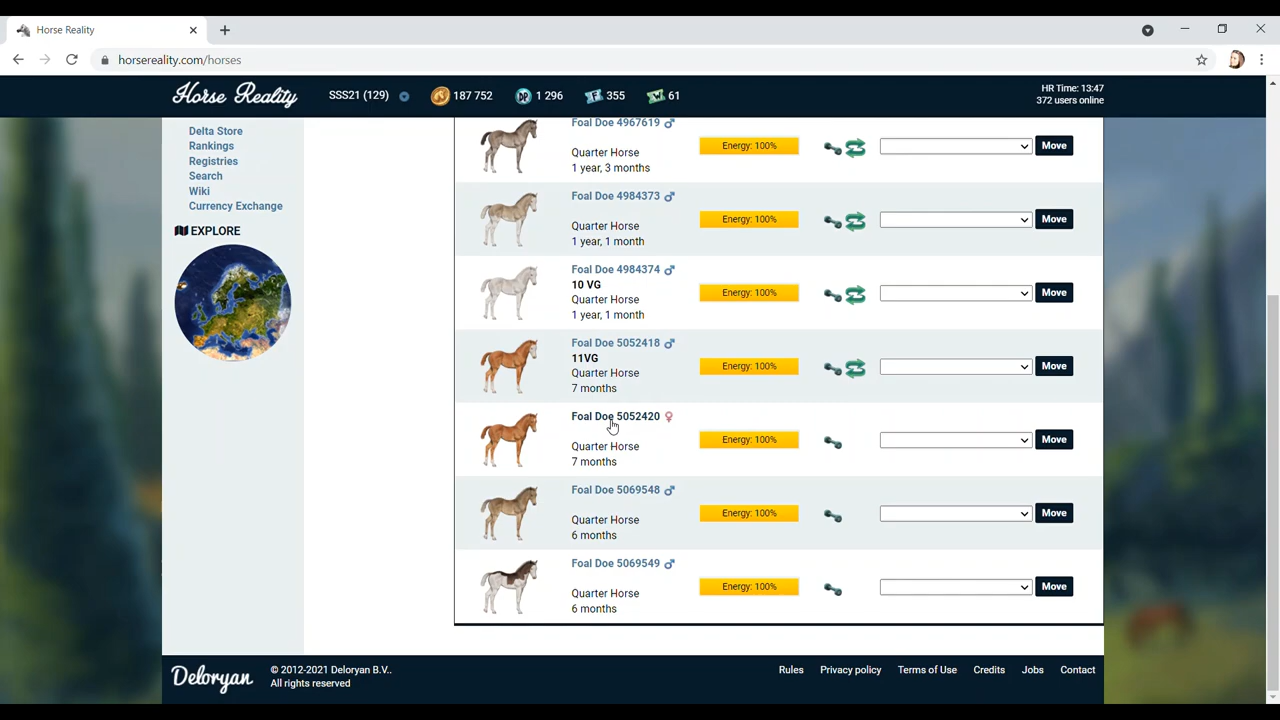 Horse Reality
horsereality.com/horses
Horse Reality
SSS21 (129)
187 752
DP
1 296
F
355
W
61
HR Time: 13:47
372 users online
Delta Store
Rankings
Registries
Search
Wiki
Currency Exchange
EXPLORE
Foal Doe 4967619
Quarter Horse
1 year, 3 months
Energy: 100%
Move
Foal Doe 4984373
Quarter Horse
1 year, 1 month
Energy: 100%
Move
Foal Doe 4984374
10 VG
Quarter Horse
1 year, 1 month
Energy: 100%
Move
Foal Doe 5052418
11VG
Quarter Horse
7 months
Energy: 100%
Move
Foal Doe 5052420
Quarter Horse
7 months
Energy: 100%
Move
Foal Doe 5069548
Quarter Horse
6 months
Energy: 100%
Move
Foal Doe 5069549
Quarter Horse
6 months
Energy: 100%
Move
Deloryan
© 2012-2021 Deloryan B.V..
All rights reserved
Rules
Privacy policy
Terms of Use
Credits
Jobs
Contact